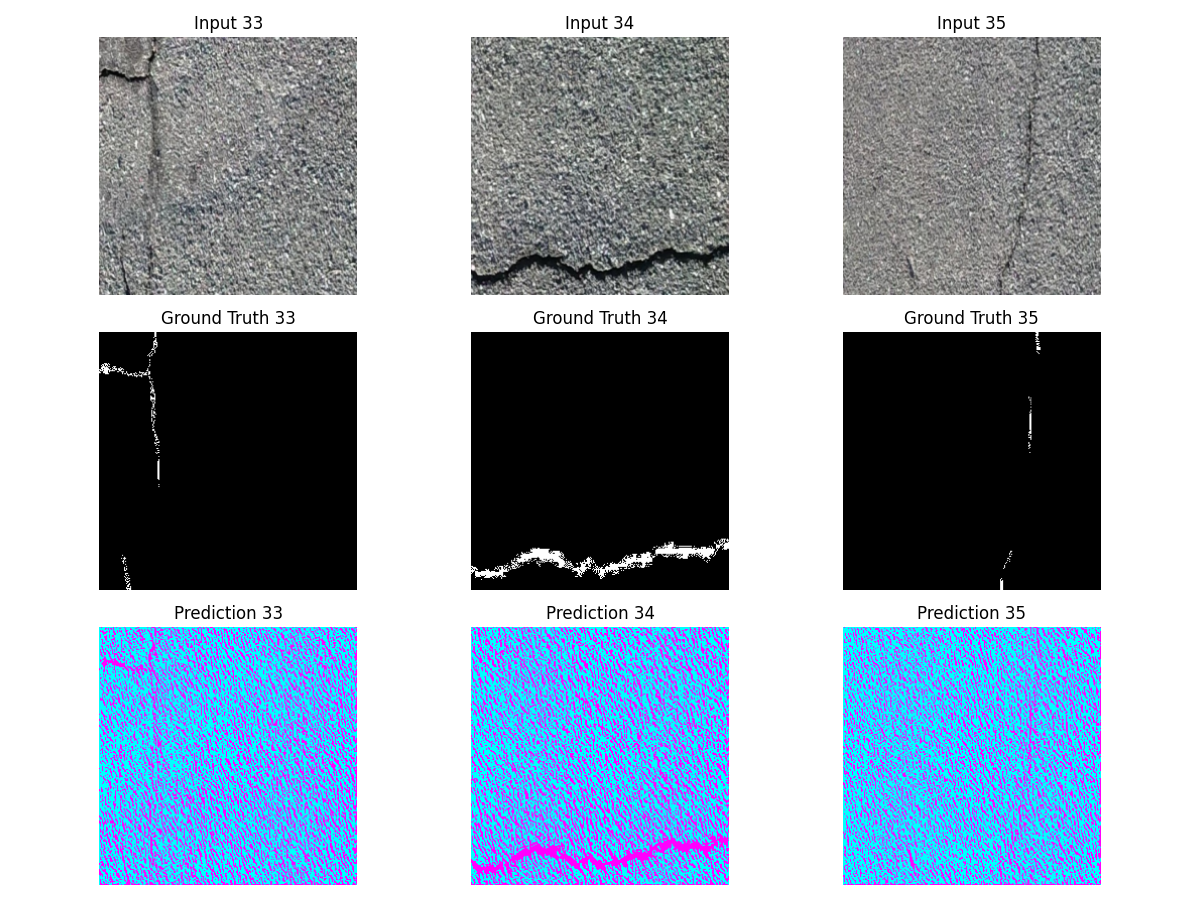 Input 33
Input 34
Input 35
Ground Truth 33
Ground Truth 34
Ground Truth 35
Prediction 33
Prediction 34
Prediction 35